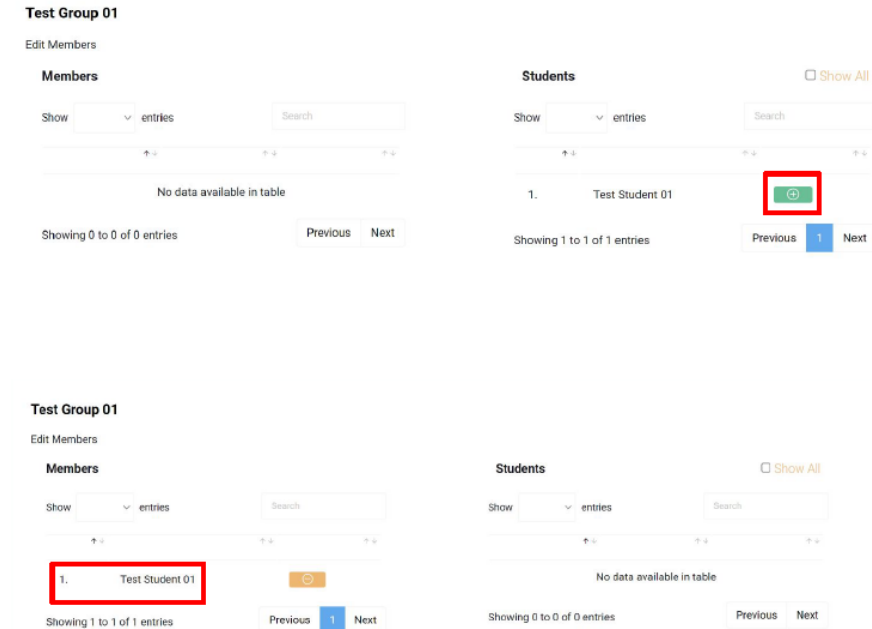 Test Group 01
Edit Members
Members
Students
Show All
Show entries Search
Show entries Search
No data available in table
1. Test Student 01
Showing 0 to 0 of 0 entries
Previous Next
Showing 1 to 1 of 1 entries
Previous 1 Next
Test Group 01
Edit Members
Members
Students
Show All
Show entries Search
Show entries Search
1. Test Student 01
No data available in table
Showing 1 to 1 of 1 entries
Previous 1 Next
Showing 0 to 0 of 0 entries
Previous Next